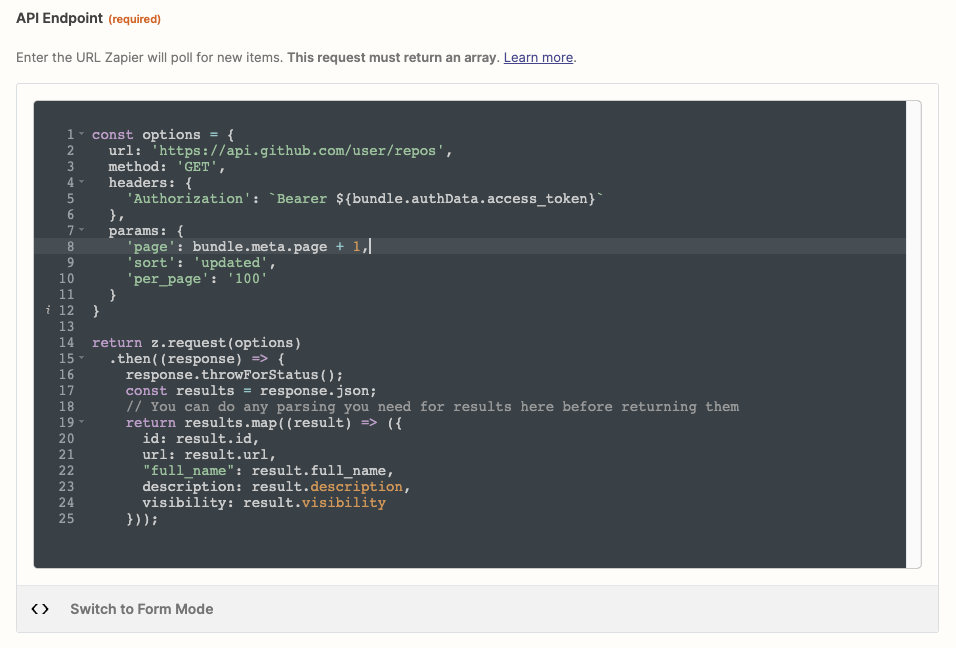 API Endpoint (required)
Enter the URL Zapier will poll for new items. This request must return an array. Learn more.
1 const options = {
2   url: 'https://api.github.com/user/repos',
3   method: 'GET',
4   headers: {
5     'Authorization': `Bearer ${bundle.authData.access_token}`
6   },
7   params: {
8     'page': bundle.meta.page + 1,
9     'sort': 'updated',
10     'per_page': '100'
11   }
i 12 }
13
14 return z.request(options)
15   .then((response) => {
16     response.throwForStatus();
17     const results = response.json;
18     // You can do any parsing you need for results here before returning them
19     return results.map((result) => ({
20       id: result.id,
21       url: result.url,
22       "full_name": result.full_name,
23       description: result.description,
24       visibility: result.visibility
25     }));
<> Switch to Form Mode